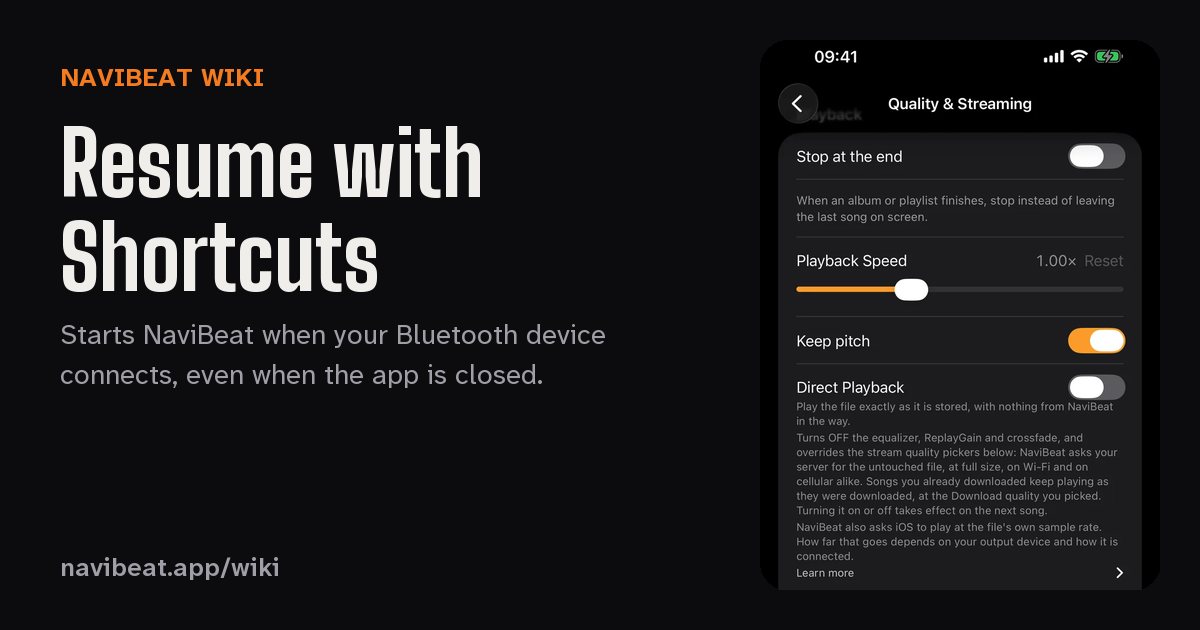 NAVIBEAT WIKI
Resume with
Shortcuts
Starts NaviBeat when your Bluetooth device
connects, even when the app is closed.
navibeat.app/wiki
09:41
Quality & Streaming
Playback
Stop at the end
When an album or playlist finishes, stop instead of leaving
the last song on screen.
Playback Speed
1.00× Reset
Keep pitch
Direct Playback
Play the file exactly as it is stored, with nothing from NaviBeat
in the way.
Turns OFF the equalizer, ReplayGain and crossfade, and
overrides the stream quality pickers below: NaviBeat asks your
server for the untouched file, at full size, on Wi-Fi and on
cellular alike. Songs you already downloaded keep playing as
they were downloaded, at the Download quality you picked.
Turning it on or off takes effect on the next song.
NaviBeat also asks iOS to play at the file's own sample rate.
How far that goes depends on your output device and how it is
connected.
Learn more